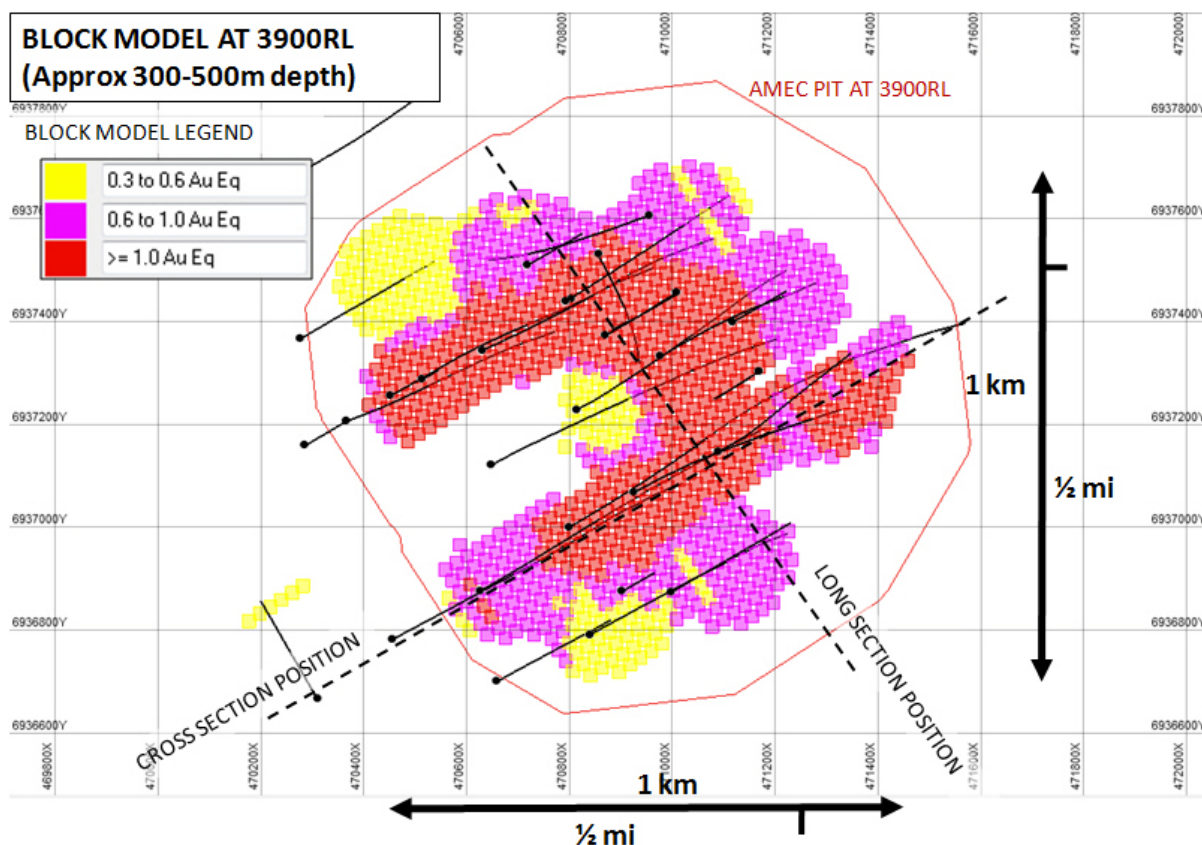 BLOCK MODEL AT 3900RL
(Approx 300-500m depth)
BLOCK MODEL LEGEND
0.3 to 0.6 Au Eq
0.6 to 1.0 Au Eq
>= 1.0 Au Eq
AMEC PIT AT 3900RL
470600X
470800X
471000X
471200X
471400X
471600X
471800X
472000X
6937800Y
6937800Y
6937600Y
6937400Y
6937400Y
6937200Y
6937200Y
6937000Y
6937000Y
6936800Y
6936800Y
6936600Y
6936600Y
1 km
½ mi
CROSS SECTION POSITION
LONG SECTION POSITION
469800X
470200X
470400X
470600X
470800X
471000X
471200X
471400X
471600X
471800X
472000X
1 km
½ mi